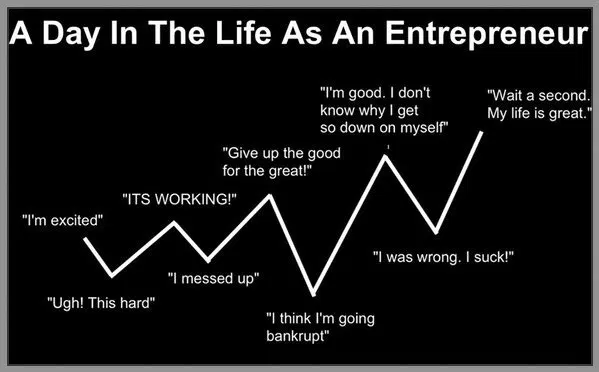 A Day In The Life As An Entrepreneur
"I'm excited"
"Ugh! This hard"
"ITS WORKING!"
"I messed up"
"Give up the good
for the great!"
"I think I'm going
bankrupt"
"I'm good. I don't
know why I get
so down on myself"
"I was wrong. I suck!"
"Wait a second.
My life is great."